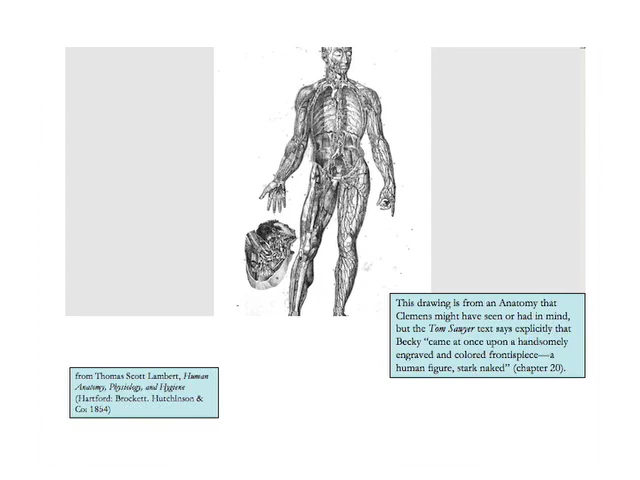 This drawing is from an Anatomy that
Clemens might have seen or had in mind,
but the Tom Sawyer text says explicitly that
Becky “came at once upon a handsomely
engraved and colored frontispiece—a
human figure, stark naked” (chapter 20).
from Thomas Scott Lambert, Human
Anatomy, Physiology, and Hygiene
(Hartford: Brockett. Hutchinson &
Co: 1854)